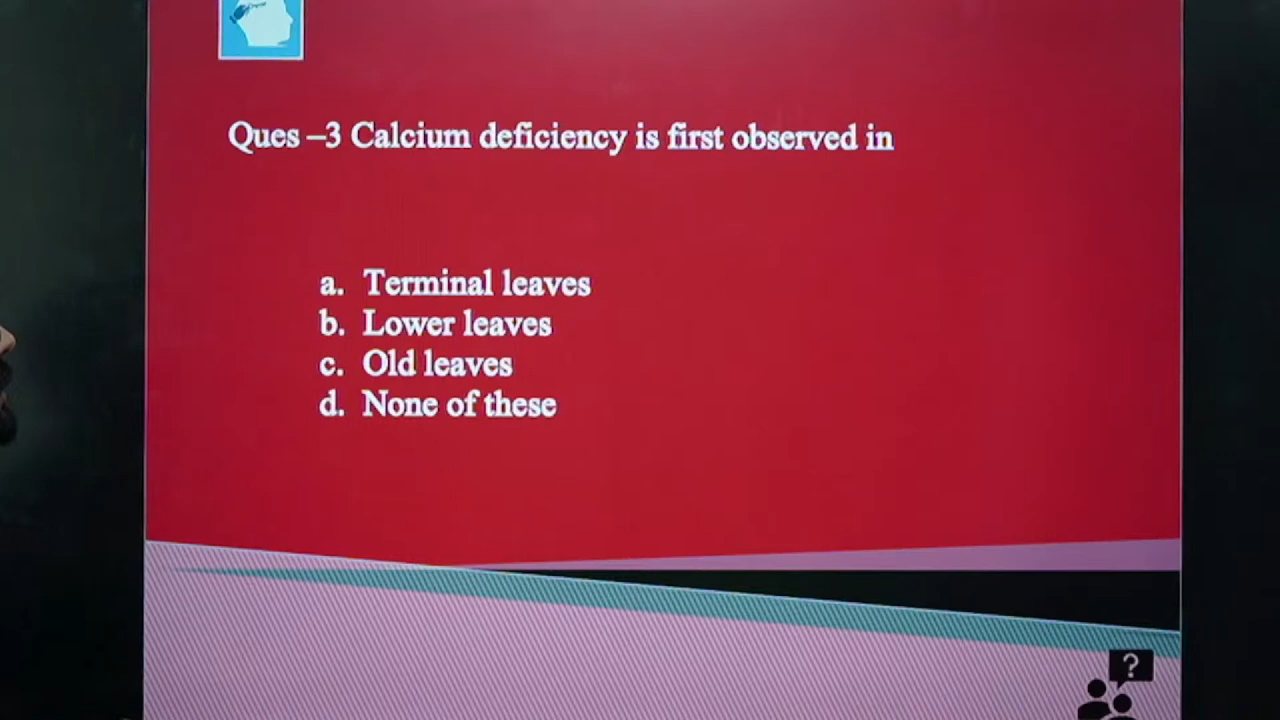 Ques –3 Calcium deficiency is first observed in
a. Terminal leaves
b. Lower leaves
c. Old leaves
d. None of these
?